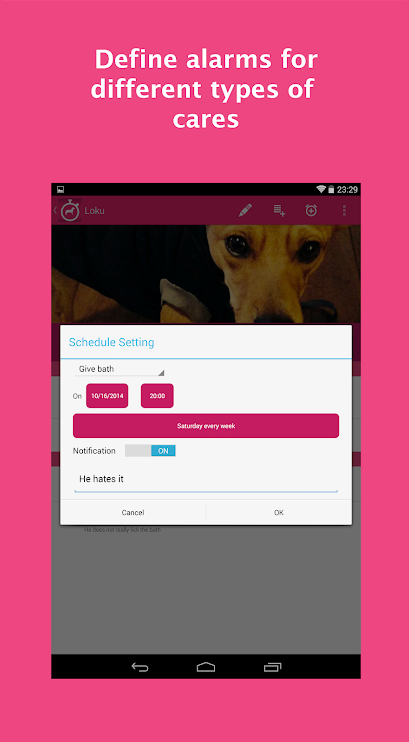 Define alarms for
different types of
cares
23:29
Loku
Schedule Setting
Give bath
On 10/16/2014 20:00
Saturday every week
Notification ON
He hates it
Cancel OK
He does not really lick the bath